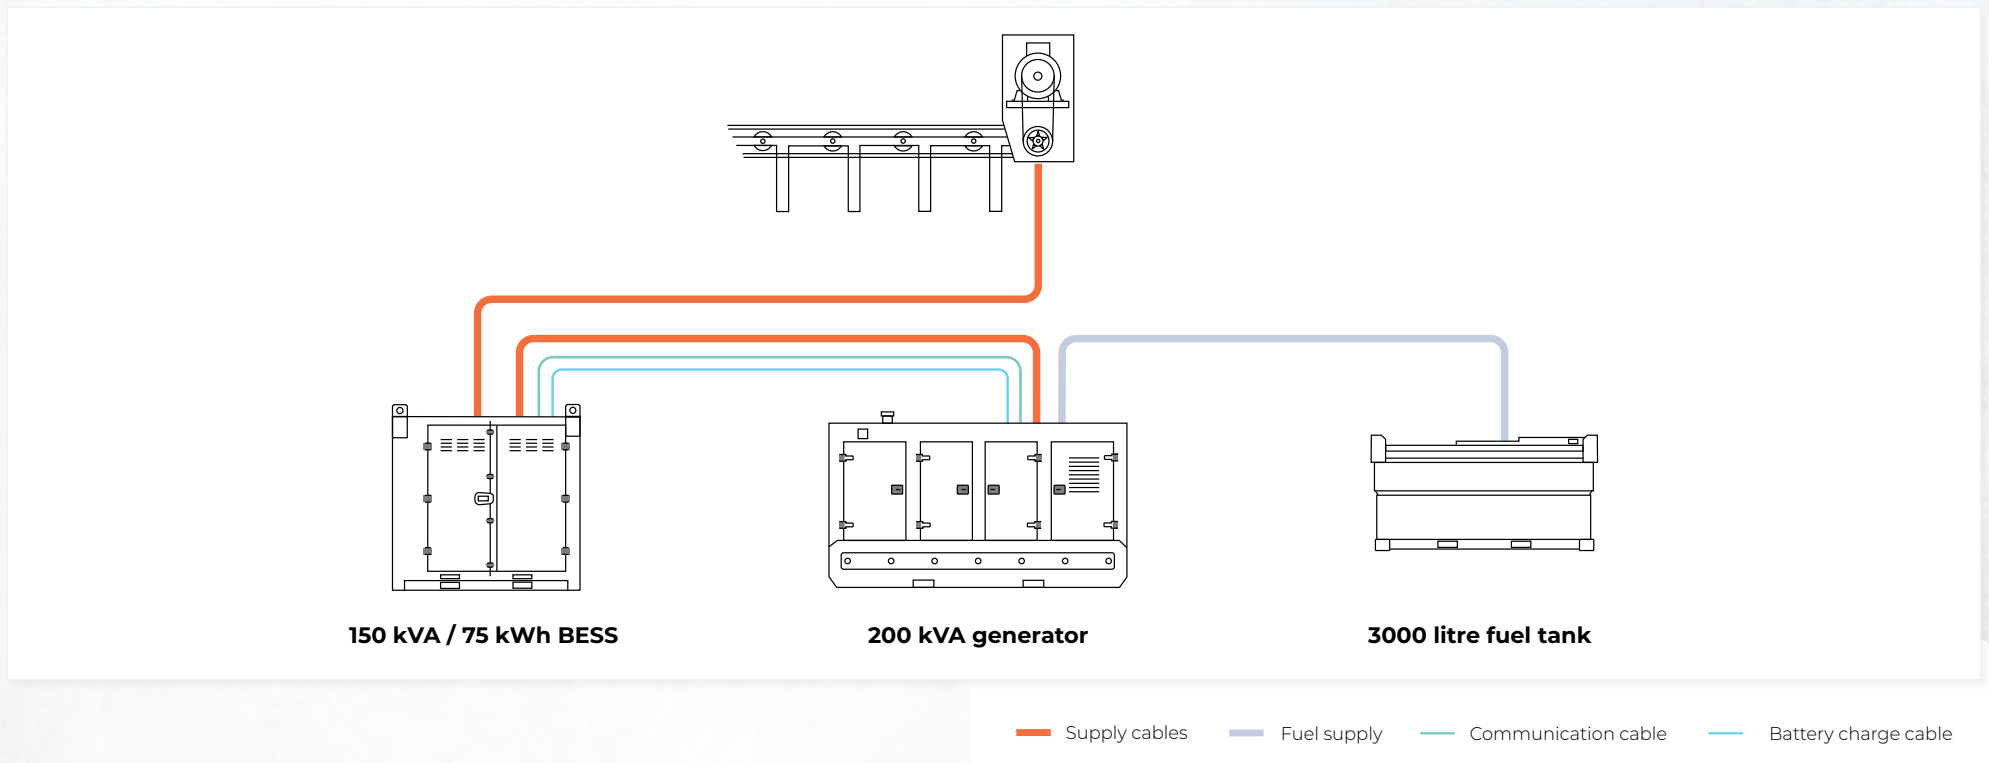 150 kVA / 75 kWh BESS
200 kVA generator
3000 litre fuel tank
Supply cables
Fuel supply
Communication cable
Battery charge cable